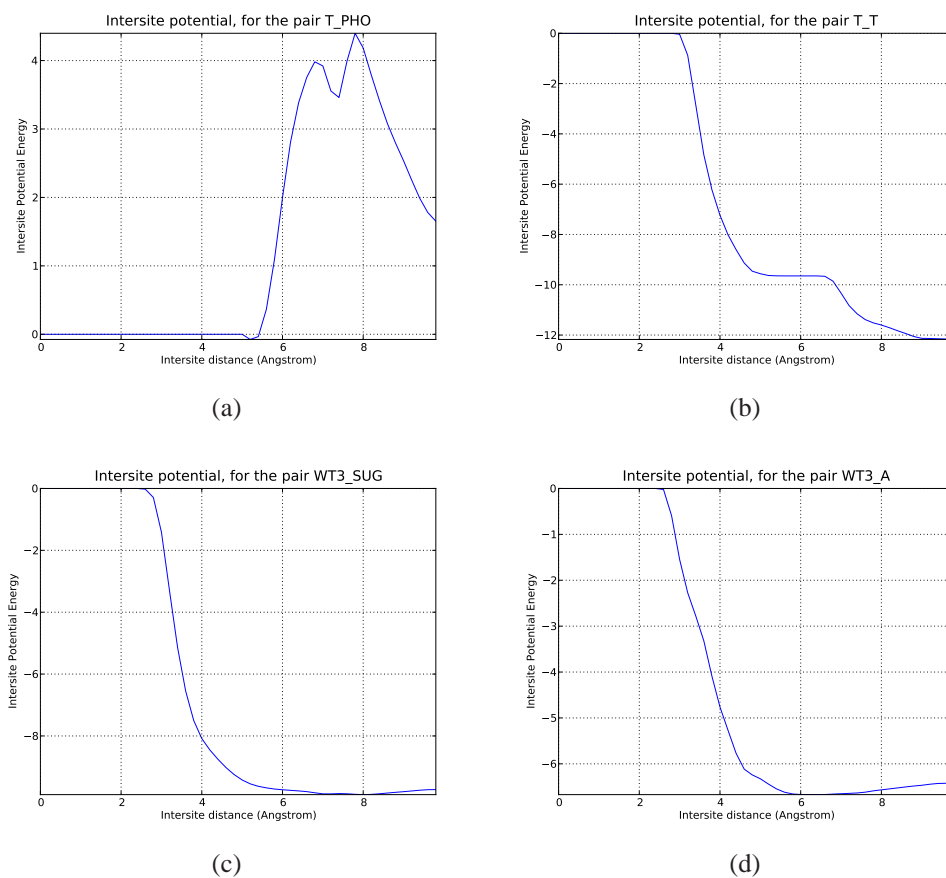 Intersite potential, for the pair T_PHO
Intersite Potential Energy
4
3
2
1
0
0 2 4 6 8
Intersite distance (Angstrom)
(a)
Intersite potential, for the pair T_T
Intersite Potential Energy
0
−2
−4
−6
−8
−10
−12
0 2 4 6 8
Intersite distance (Angstrom)
(b)
Intersite potential, for the pair WT3_SUG
Intersite Potential Energy
0
−2
−4
−6
−8
0 2 4 6 8
Intersite distance (Angstrom)
(c)
Intersite potential, for the pair WT3_A
Intersite Potential Energy
0
−1
−2
−3
−4
−5
−6
0 2 4 6 8
Intersite distance (Angstrom)
(d)